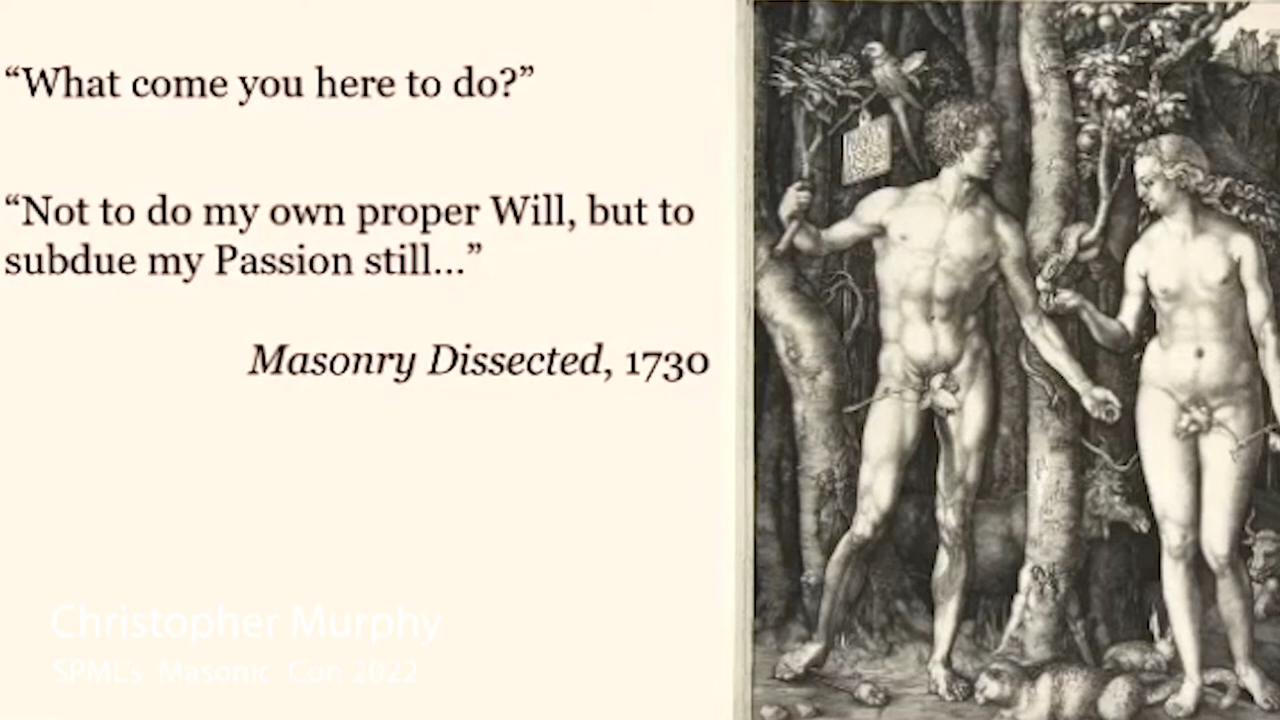 “What come you here to do?”
“Not to do my own proper Will, but to
subdue my Passion still...”
Masonry Dissected, 1730
Christopher Murphy
SPML's Masonic Con 2022